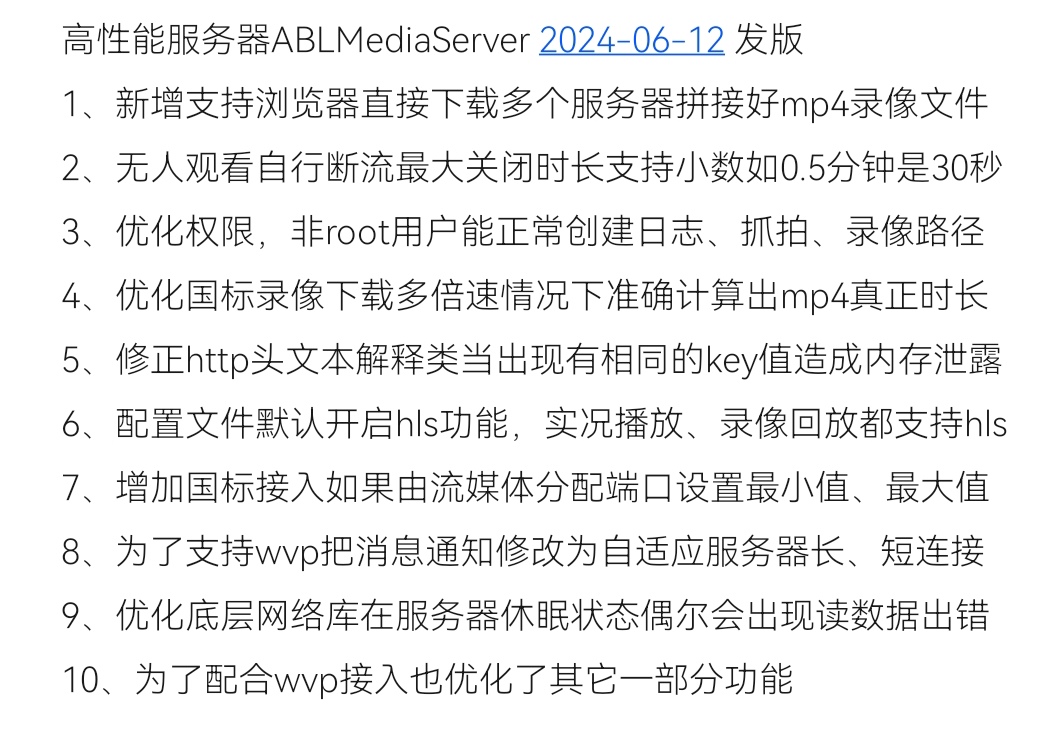 高性能服务器ABLMediaServer 2024-06-12 发版
1、新增支持浏览器直接下载多个服务器拼接好mp4录像文件
2、无人观看自行断流最大关闭时长支持小数如0.5分钟是30秒
3、优化权限，非root用户能正常创建日志、抓拍、录像路径
4、优化国标录像下载多倍速情况下准确计算出mp4真正时长
5、修正http头文本解释类当出现有相同的key值造成内存泄露
6、配置文件默认开启hls功能，实况播放、录像回放都支持hls
7、增加国标接入如果由流媒体分配端口设置最小值、最大值
8、为了支持wvp把消息通知修改为自适应服务器长、短连接
9、优化底层网络库在服务器休眠状态偶尔会出现读数据出错
10、为了配合wvp接入也优化了其它一部分功能